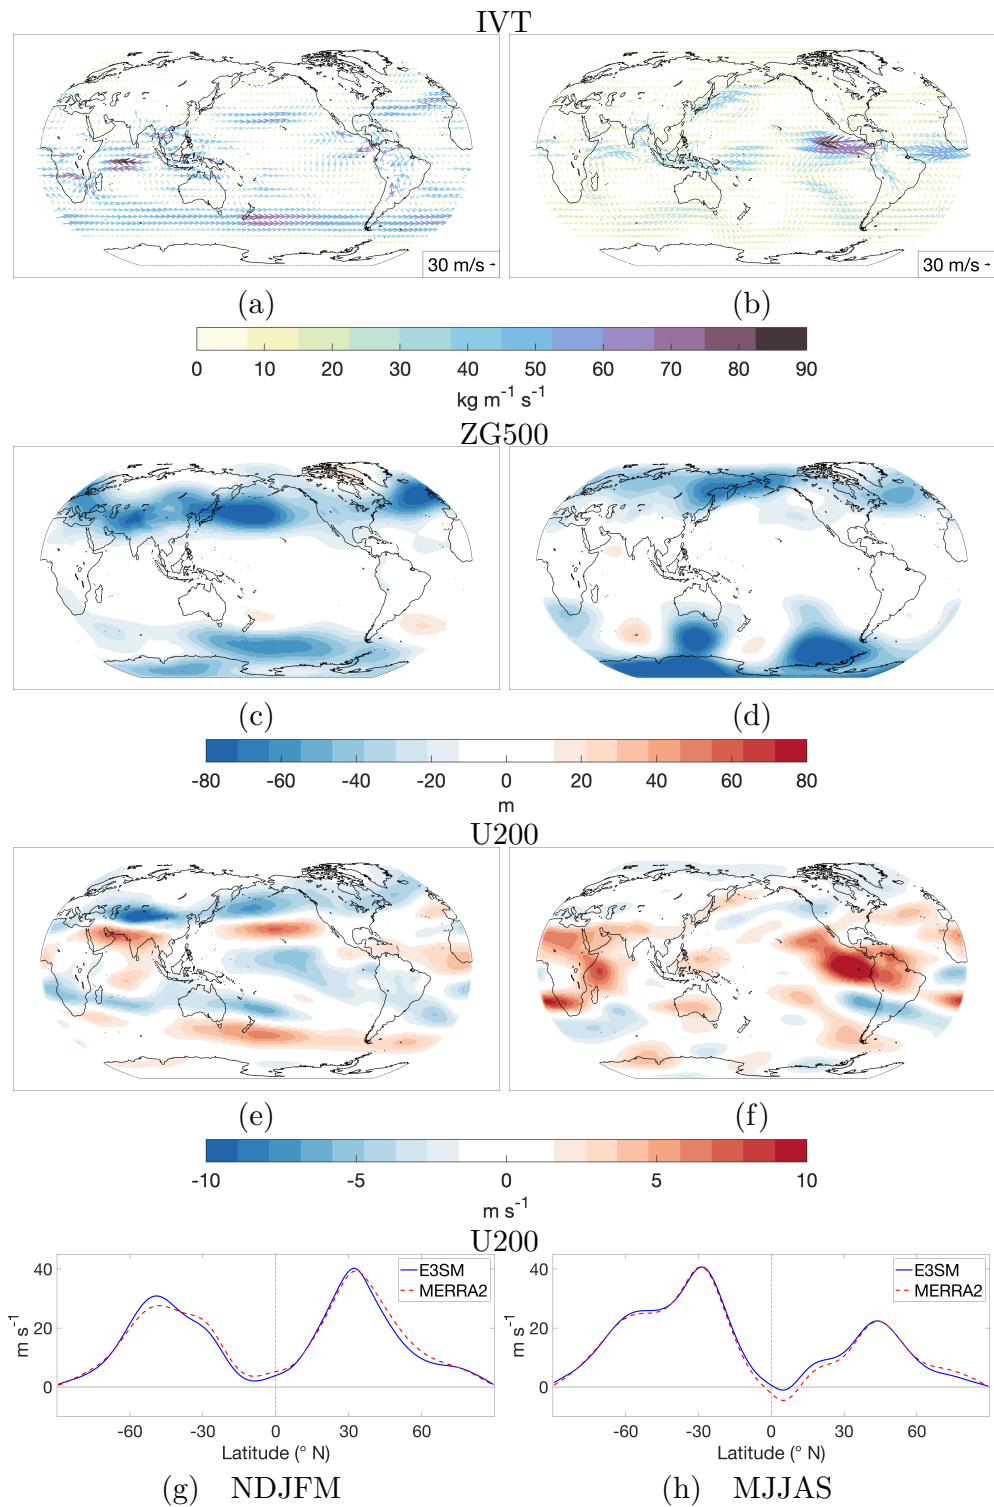 IVT
30 m/s
30 m/s
(a) (b)
0 10 20 30 40 50 60 70 80 90
kg m⁻¹ s⁻¹
ZG500
(c) (d)
-80 -60 -40 -20 0 20 40 60 80
m
U200
(e) (f)
-10 -5 0 5 10
m s⁻¹
U200
40
20
0
m s⁻¹
E3SM
MERRA2
-60 -30 0 30 60
Latitude (° N)
40
20
0
m s⁻¹
E3SM
MERRA2
-60 -30 0 30 60
Latitude (° N)
(g) NDJFM
(h) MJJAS